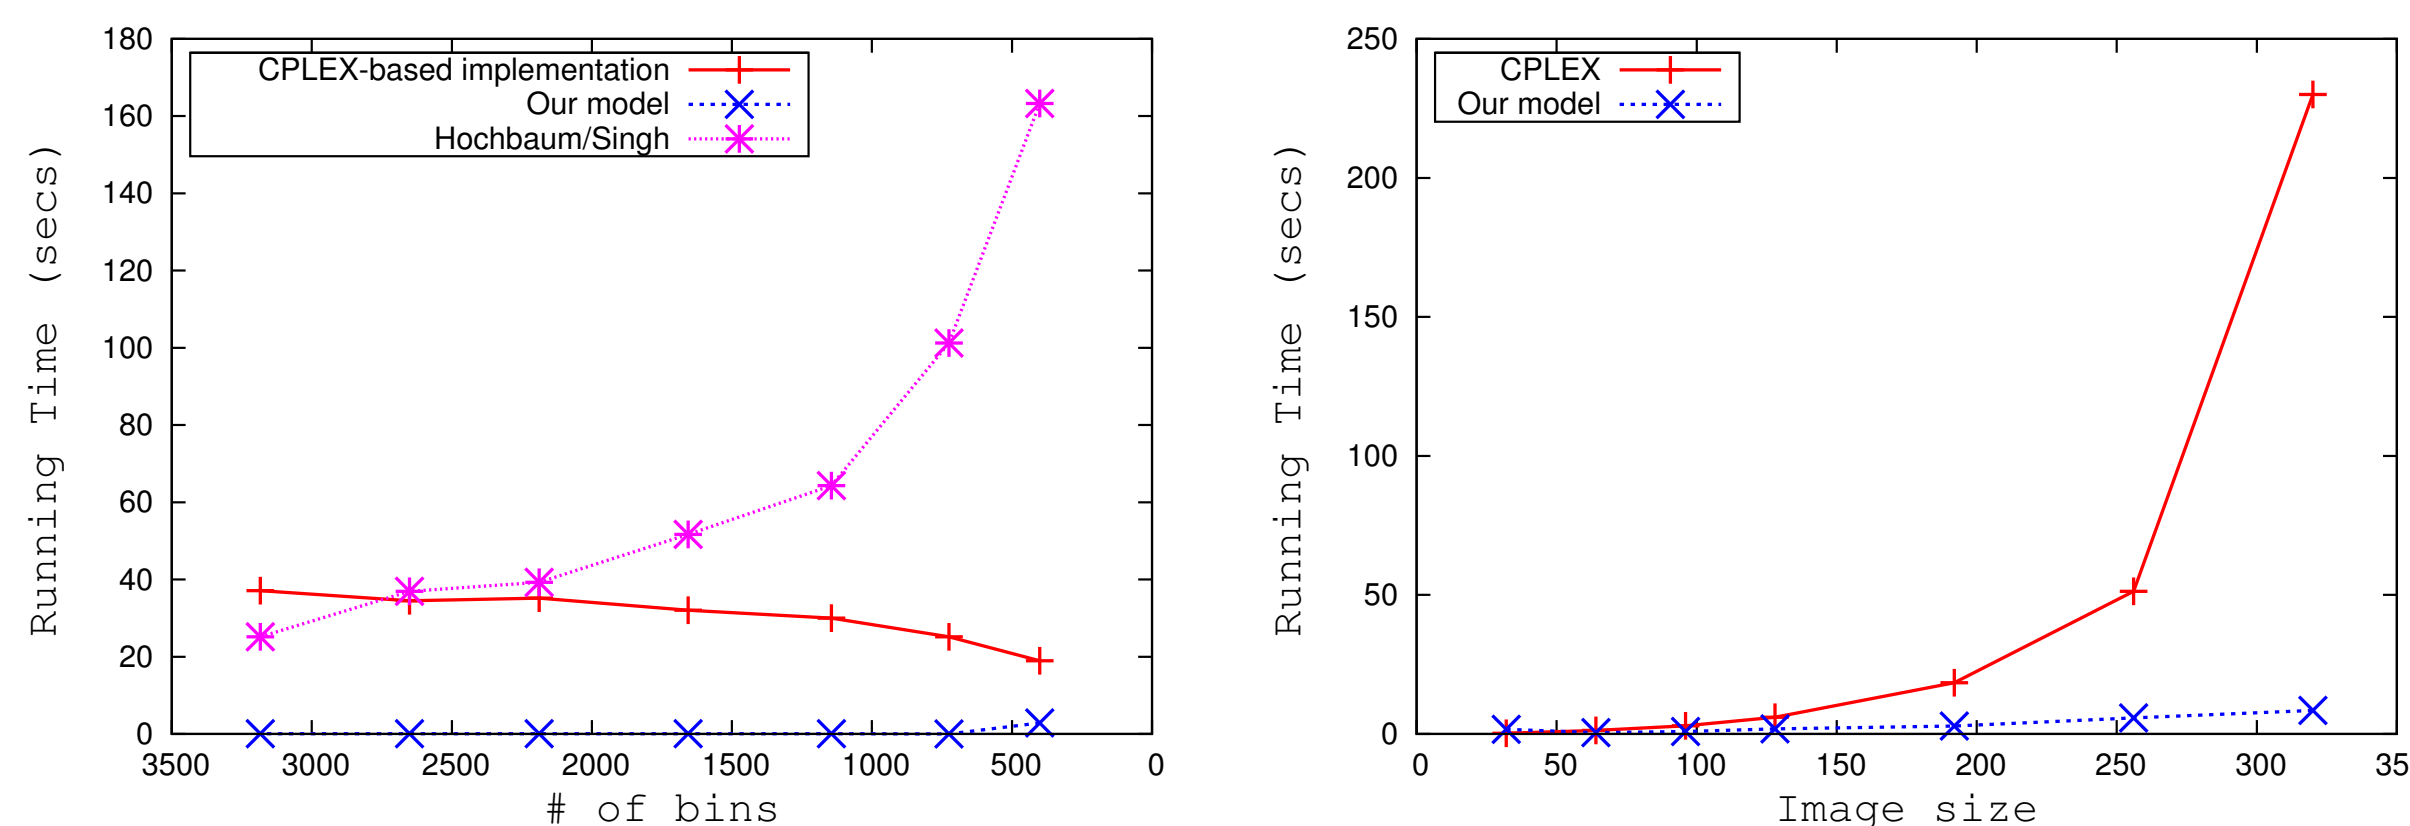 180
160
140
120
100
80
60
40
20
0
3500 3000 2500 2000 1500 1000 500 0
Running Time (secs)
# of bins
CPLEX-based implementation
Our model
Hochbaum/Singh
250
200
150
100
50
0
0 50 100 150 200 250 300 35
Running Time (secs)
Image size
CPLEX
Our model